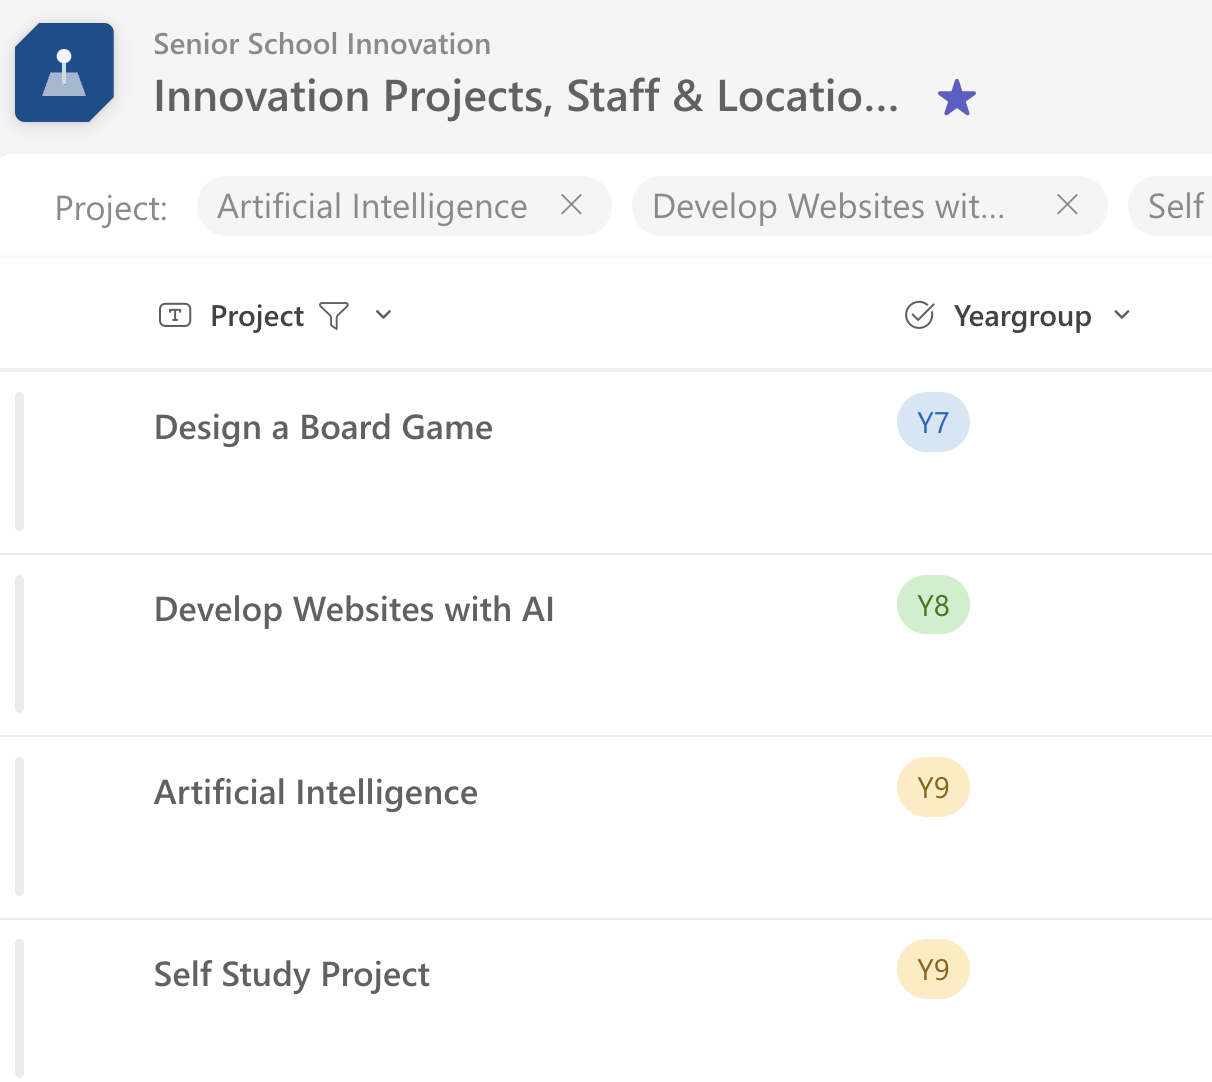 Senior School Innovation
Innovation Projects, Staff & Locatio...
Project: Artificial Intelligence Develop Websites wit... Self
Project Yeargroup
Design a Board Game Y7
Develop Websites with AI Y8
Artificial Intelligence Y9
Self Study Project Y9